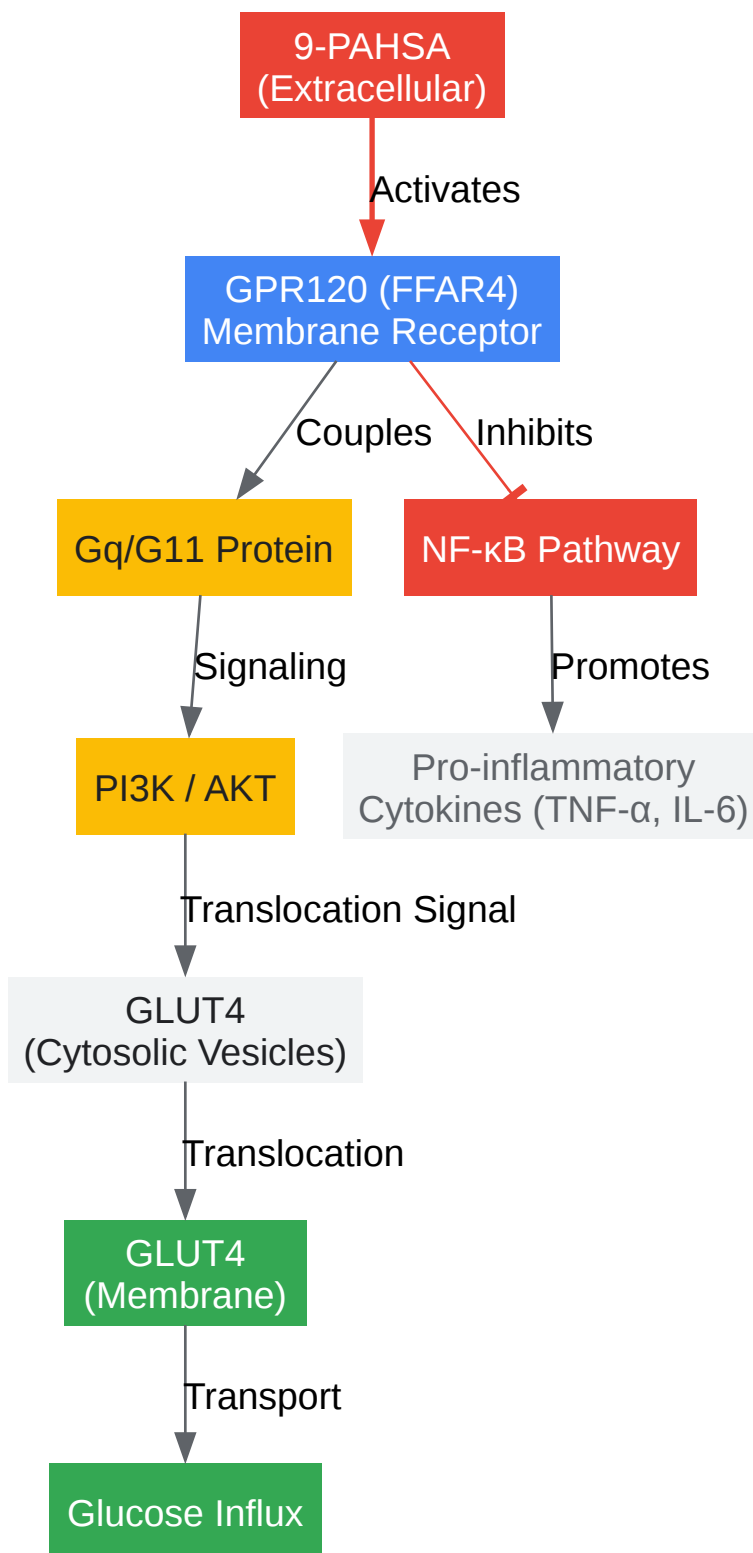 9-PAHSA
(Extracellular)
Activates
GPR120 (FFAR4)
Membrane Receptor
Couples
Inhibits
Gq/G11 Protein
NF-κB Pathway
Signaling
Promotes
PI3K / AKT
Pro-inflammatory
Cytokines (TNF-α, IL-6)
Translocation Signal
GLUT4
(Cytosolic Vesicles)
Translocation
GLUT4
(Membrane)
Transport
Glucose Influx